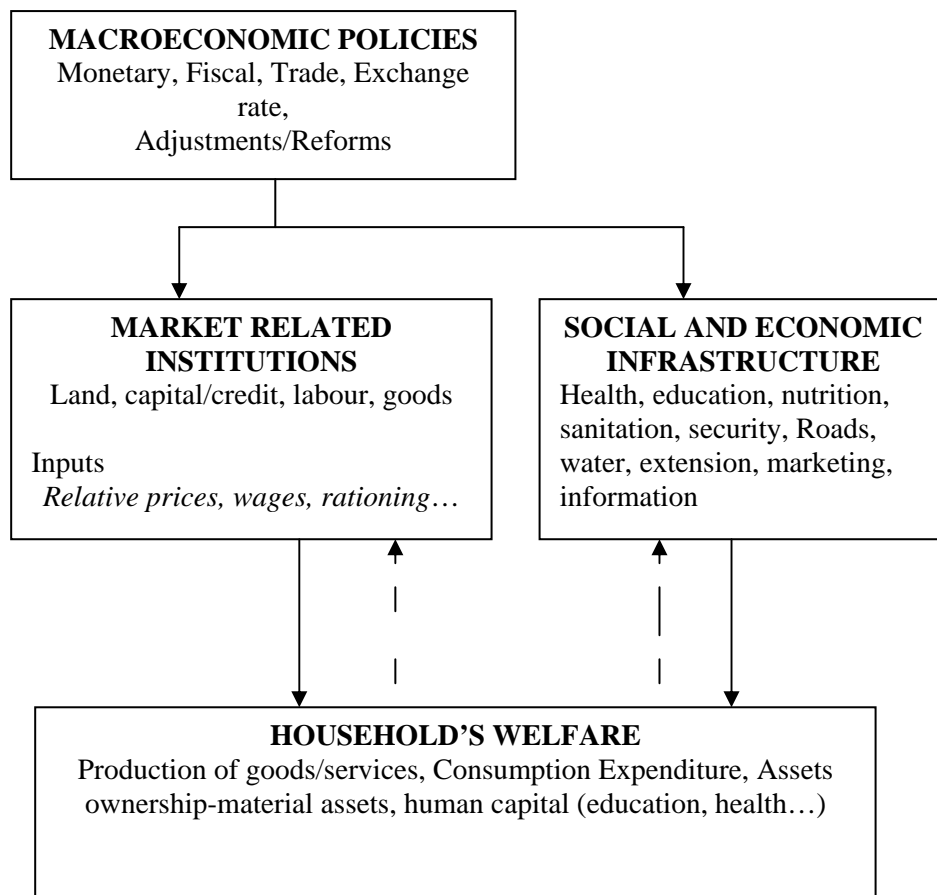 MACROECONOMIC POLICIES
Monetary, Fiscal, Trade, Exchange
rate,
Adjustments/Reforms
MARKET RELATED
INSTITUTIONS
Land, capital/credit, labour, goods
Inputs
Relative prices, wages, rationing…
SOCIAL AND ECONOMIC
INFRASTRUCTURE
Health, education, nutrition,
sanitation, security, Roads,
water, extension, marketing,
information
HOUSEHOLD’S WELFARE
Production of goods/services, Consumption Expenditure, Assets
ownership-material assets, human capital (education, health…)